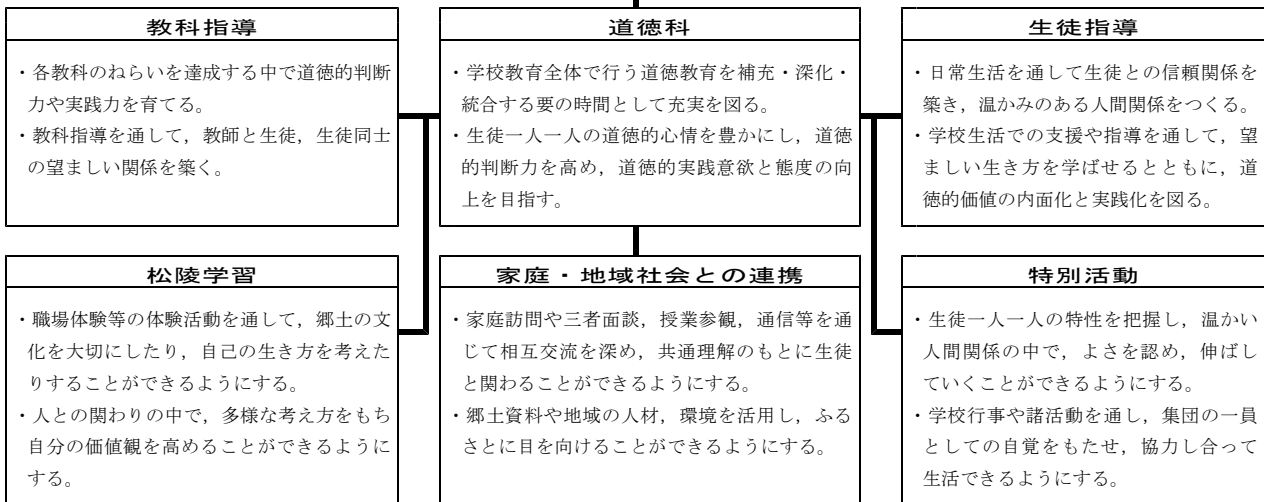 教科指導
・各教科のねらいを達成する中で道徳的判断
力や実践力を育てる。
・教科指導を通して，教師と生徒，生徒同士
の望ましい関係を築く。
道徳科
・学校教育全体で行う道徳教育を補充・深化・
統合する要の時間として充実を図る。
・生徒一人一人の道徳的心情を豊かにし，道徳
的判断力を高め，道徳的実践意欲と態度の向
上を目指す。
生徒指導
・日常生活を通して生徒との信頼関係を
築き，温かみのある人間関係をつくる。
・学校生活での支援や指導を通して，望
ましい生き方を学ばせるとともに，道
徳的価値の内面化と実践化を図る。
松陵学習
・職場体験等の体験活動を通して，郷土の文
化を大切にしたり，自己の生き方を考えた
りすることができるようにする。
・人との関わりの中で，多様な考え方をもち
自分の価値観を高めることができるように
する。
家庭・地域社会との連携
・家庭訪問や三者面談，授業参観，通信等を通
じて相互交流を深め，共通理解のもとに生徒
と関わることができるようにする。
・郷土資料や地域の人材，環境を活用し，ふる
さとに目を向けることができるようにする。
特別活動
・生徒一人一人の特性を把握し，温かい
人間関係の中で，よさを認め，伸ばし
ていくことができるようにする。
・学校行事や諸活動を通し，集団の一員
としての自覚をもたせ，協力し合って
生活できるようにする。